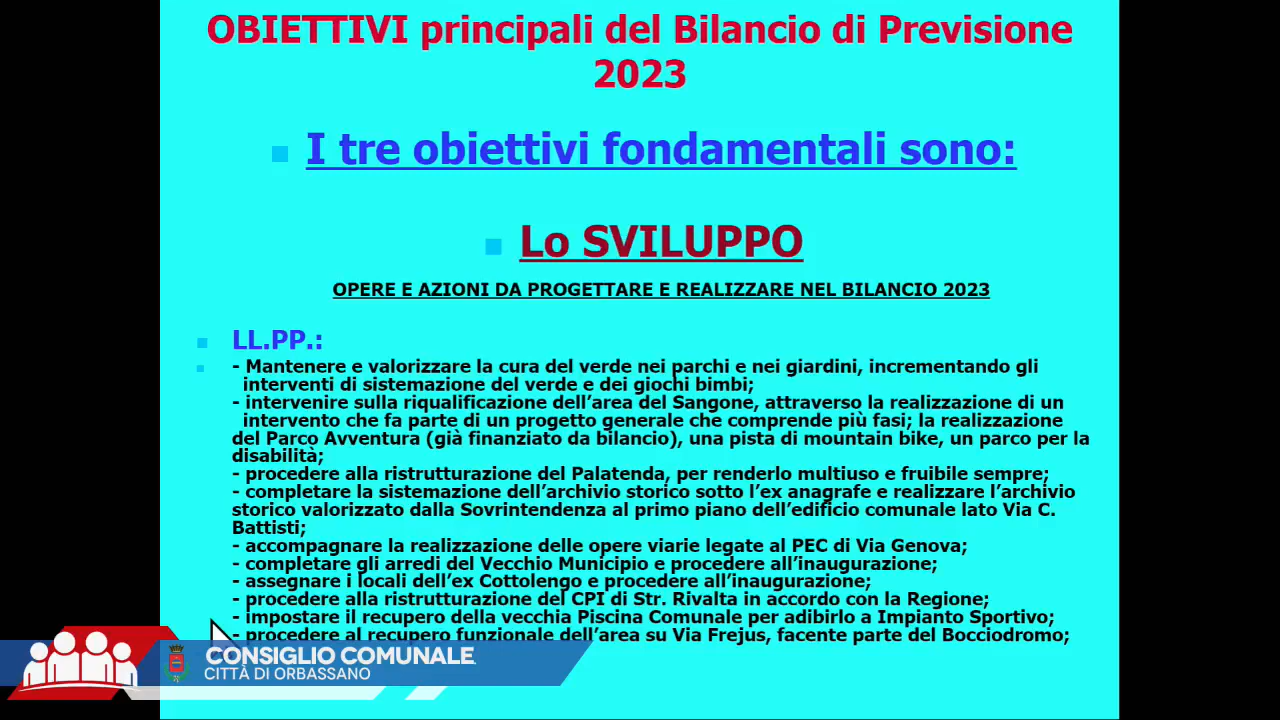 OBIETTIVI principali del Bilancio di Previsione
2023
I tre obiettivi fondamentali sono:
Lo SVILUPPO
OPERE E AZIONI DA PROGETTARE E REALIZZARE NEL BILANCIO 2023
LL.PP.:
- Mantenere e valorizzare la cura del verde nei parchi e nei giardini, incrementando gli
interventi di sistemazione del verde e dei giochi bimbi;
- intervenire sulla riqualificazione dell’area del Sangone, attraverso la realizzazione di un
intervento che fa parte di un progetto generale che comprende più fasi; la realizzazione
del Parco Avventura (già finanziato da bilancio), una pista di mountain bike, un parco per la
disabilità;
- procedere alla ristrutturazione del Palatenda, per renderlo multiuso e fruibile sempre;
- completare la sistemazione dell’archivio storico sotto l’ex anagrafe e realizzare l’archivio
storico valorizzato dalla Sovrintendenza al primo piano dell’edificio comunale lato Via C.
Battisti;
- accompagnare la realizzazione delle opere viarie legate al PEC di Via Genova;
- completare gli arredi del Vecchio Municipio e procedere all’inaugurazione;
- assegnare i locali dell’ex Cottolengo e procedere all’inaugurazione;
- procedere alla ristrutturazione del CPI di Str. Rivalta in accordo con la Regione;
- impostare il recupero della vecchia Piscina Comunale per adibirlo a Impianto Sportivo;
- procedere al recupero funzionale dell’area su Via Frejus, facente parte del Bocciodromo;
CONSIGLIO COMUNALE
CITTÀ DI ORBASSANO